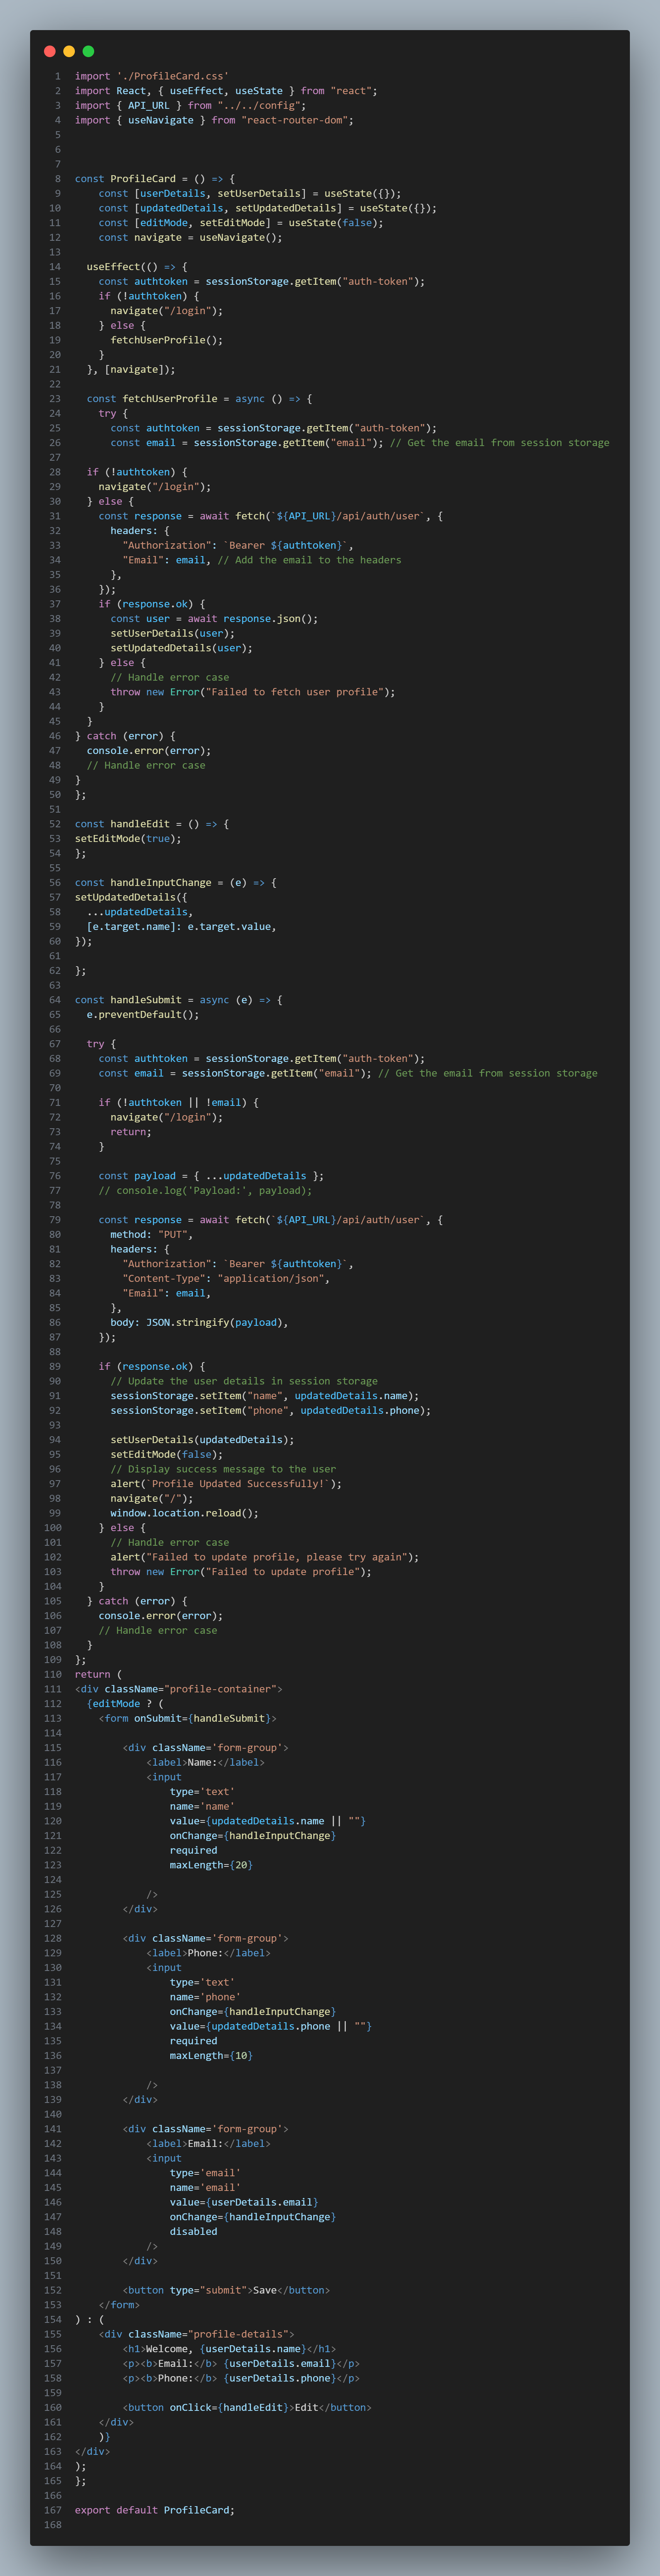 1 import './ProfileCard.css'
2 import React, { useEffect, useState } from "react";
3 import { API_URL } from "../../config";
4 import { useNavigate } from "react-router-dom";
5
6
7
8 const ProfileCard = () => {
9     const [userDetails, setUserDetails] = useState({});
10     const [updatedDetails, setUpdatedDetails] = useState({});
11     const [editMode, setEditMode] = useState(false);
12     const navigate = useNavigate();
13
14   useEffect(() => {
15     const authtoken = sessionStorage.getItem("auth-token");
16     if (!authtoken) {
17       navigate("/login");
18     } else {
19       fetchUserProfile();
20     }
21   }, [navigate]);
22
23   const fetchUserProfile = async () => {
24     try {
25       const authtoken = sessionStorage.getItem("auth-token");
26       const email = sessionStorage.getItem("email"); // Get the email from session storage
27
28   if (!authtoken) {
29     navigate("/login");
30   } else {
31     const response = await fetch(`${API_URL}/api/auth/user`, {
32       headers: {
33         "Authorization": `Bearer ${authtoken}`,
34         "Email": email, // Add the email to the headers
35       },
36     });
37     if (response.ok) {
38       const user = await response.json();
39       setUserDetails(user);
40       setUpdatedDetails(user);
41     } else {
42       // Handle error case
43       throw new Error("Failed to fetch user profile");
44     }
45   }
46 } catch (error) {
47   console.error(error);
48   // Handle error case
49 }
50 };
51
52 const handleEdit = () => {
53 setEditMode(true);
54 };
55
56 const handleInputChange = (e) => {
57 setUpdatedDetails({
58   ...updatedDetails,
59   [e.target.name]: e.target.value,
60 });
61
62 };
63
64 const handleSubmit = async (e) => {
65   e.preventDefault();
66
67   try {
68     const authtoken = sessionStorage.getItem("auth-token");
69     const email = sessionStorage.getItem("email"); // Get the email from session storage
70
71     if (!authtoken || !email) {
72       navigate("/login");
73       return;
74     }
75
76     const payload = { ...updatedDetails };
77     // console.log('Payload:', payload);
78
79     const response = await fetch(`${API_URL}/api/auth/user`, {
80       method: "PUT",
81       headers: {
82         "Authorization": `Bearer ${authtoken}`,
83         "Content-Type": "application/json",
84         "Email": email,
85       },
86       body: JSON.stringify(payload),
87     });
88
89     if (response.ok) {
90       // Update the user details in session storage
91       sessionStorage.setItem("name", updatedDetails.name);
92       sessionStorage.setItem("phone", updatedDetails.phone);
93
94       setUserDetails(updatedDetails);
95       setEditMode(false);
96       // Display success message to the user
97       alert(`Profile Updated Successfully!`);
98       navigate("/");
99       window.location.reload();
100     } else {
101       // Handle error case
102       alert("Failed to update profile, please try again");
103       throw new Error("Failed to update profile");
104     }
105   } catch (error) {
106     console.error(error);
107     // Handle error case
108   }
109 };
110 return (
111 <div className="profile-container">
112   {editMode ? (
113     <form onSubmit={handleSubmit}>
114
115         <div className='form-group'>
116             <label>Name:</label>
117             <input
118                 type='text'
119                 name='name'
120                 value={updatedDetails.name || ""}
121                 onChange={handleInputChange}
122                 required
123                 maxLength={20}
124
125             />
126         </div>
127
128         <div className='form-group'>
129             <label>Phone:</label>
130             <input
131                 type='text'
132                 name='phone'
133                 onChange={handleInputChange}
134                 value={updatedDetails.phone || ""}
135                 required
136                 maxLength={10}
137
138             />
139         </div>
140
141         <div className='form-group'>
142             <label>Email:</label>
143             <input
144                 type='email'
145                 name='email'
146                 value={userDetails.email}
147                 onChange={handleInputChange}
148                 disabled
149             />
150         </div>
151
152         <button type="submit">Save</button>
153     </form>
154 ) : (
155     <div className="profile-details">
156         <h1>Welcome, {userDetails.name}</h1>
157         <p><b>Email:</b> {userDetails.email}</p>
158         <p><b>Phone:</b> {userDetails.phone}</p>
159
160         <button onClick={handleEdit}>Edit</button>
161     </div>
162     )}
163 </div>
164 );
165 };
166
167 export default ProfileCard;
168